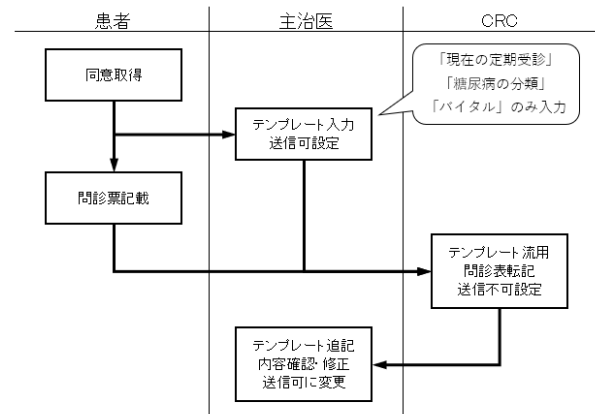 患者
主治医
CRC
同意取得
「現在の定期受診」
「糖尿病の分類」
「バイタル」のみ入力
テンプレート入力
送信可設定
問診票記載
テンプレート流用
問診表転記
送信不可設定
テンプレート追記
内容確認・修正
送信可に変更